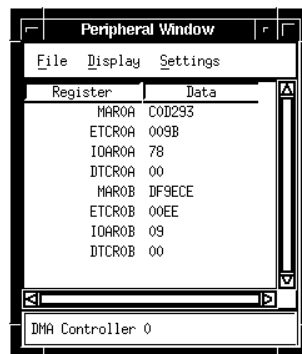 Peripheral Window
File Display Settings
Register Data
MAR0A C0D293
ETCR0A 009B
IOAR0A 78
DTCR0A 00
MAR0B DF9ECE
ETCR0B 00EE
IOAR0B 09
DTCR0B 00
DMA Controller 0